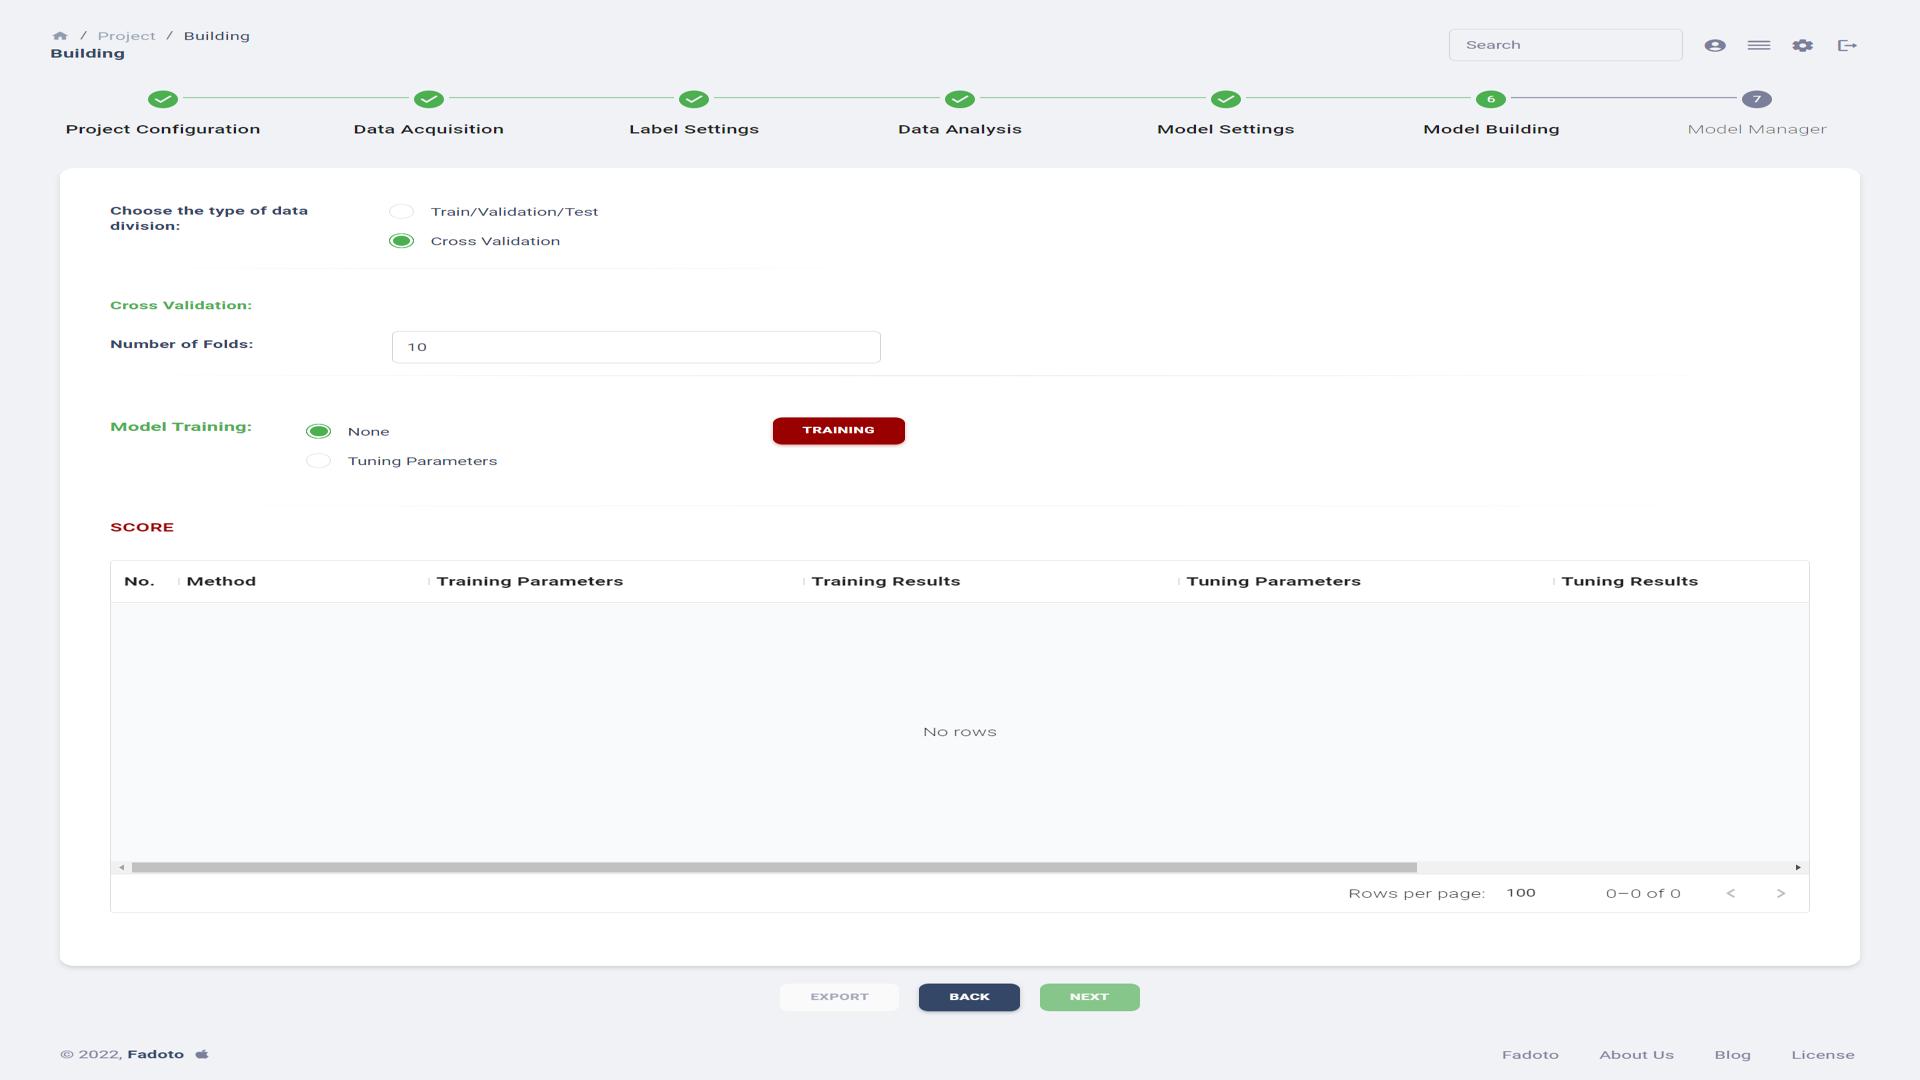 / Project / Building
Building
Search
6
7
Project Configuration
Data Acquisition
Label Settings
Data Analysis
Model Settings
Model Building
Model Manager
Choose the type of data
division:
Train/Validation/Test
Cross Validation
Cross Validation:
Number of Folds:
10
Model Training:
None
TRAINING
Tuning Parameters
SCORE
No. Method Training Parameters Training Results Tuning Parameters Tuning Results
No rows
Rows per page: 100 0–0 of 0 < >
EXPORT
BACK
NEXT
© 2022, Fadoto
Fadoto About Us Blog License